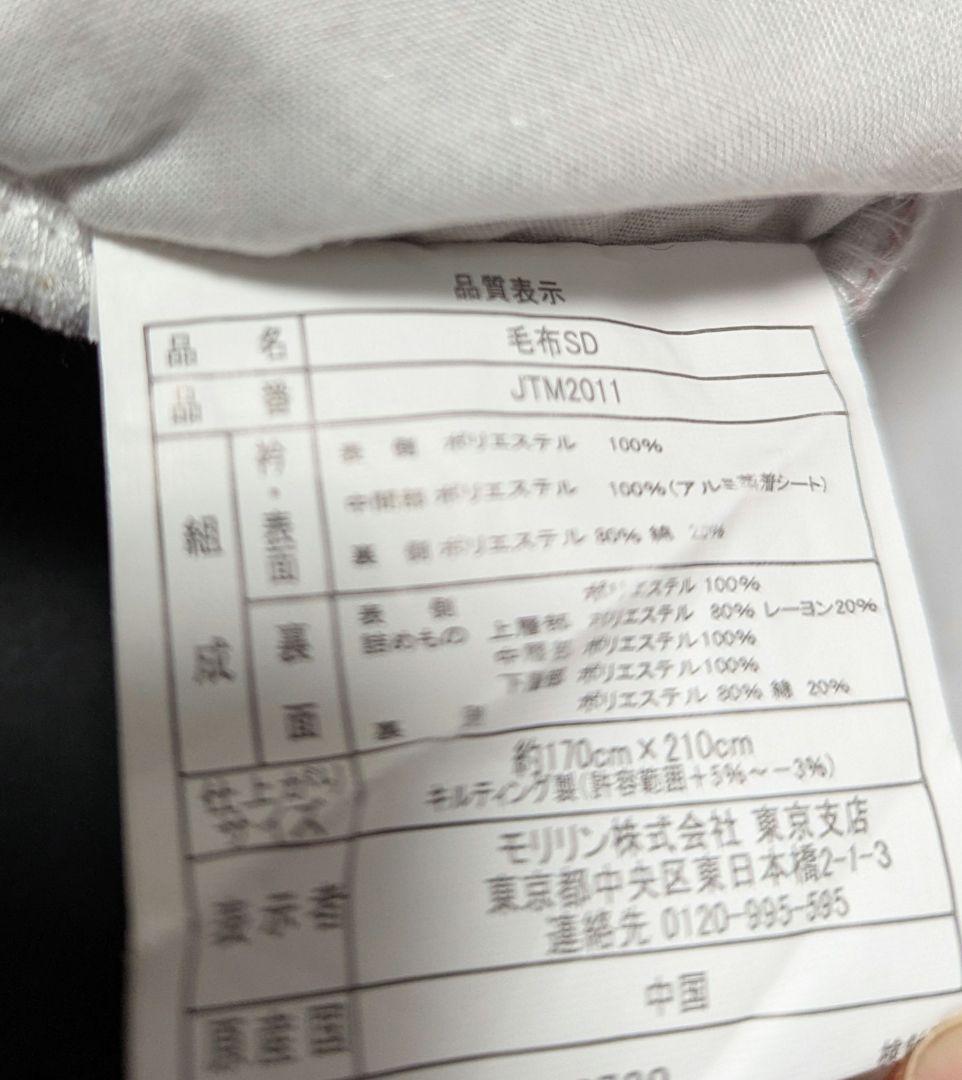 品質表示
品 名 毛布SD
品 番 JTM2011
組成 衿・表面 表 側 ポリエステル 100%
中間部 ポリエステル 100%(アルミ蒸着シート)
裏 側 ポリエステル 80% 綿 20%
裏面 表 側 ポリエステル 100%
詰めもの 上層部 ポリエステル 80% レーヨン20%
中間部 ポリエステル100%
下層部 ポリエステル100%
裏 ポリエステル 80% 綿 20%
仕上がりサイズ 約170cm×210cm
キルティング製(許容範囲+5%~-3%)
表示者 モリリン株式会社 東京支店
東京都中央区東日本橋2-1-3
連絡先 0120-995-595
原産国 中国